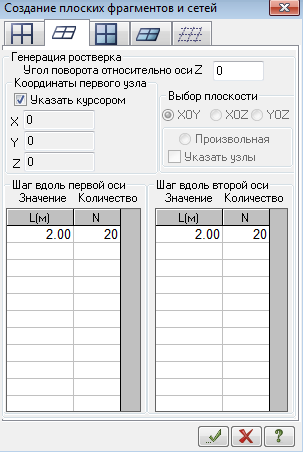 Создание плоских фрагментов и сетей
Генерация ростверка
Угол поворота относительно оси Z 0
Координаты первого узла
Указать курсором
X 0
Y 0
Z 0
Выбор плоскости
XOY XOZ YOZ
Произвольная
Указать узлы
Шаг вдоль первой оси
Значение Количество
L(м) N
2.00 20
Шаг вдоль второй оси
Значение Количество
L(м) N
2.00 20
?